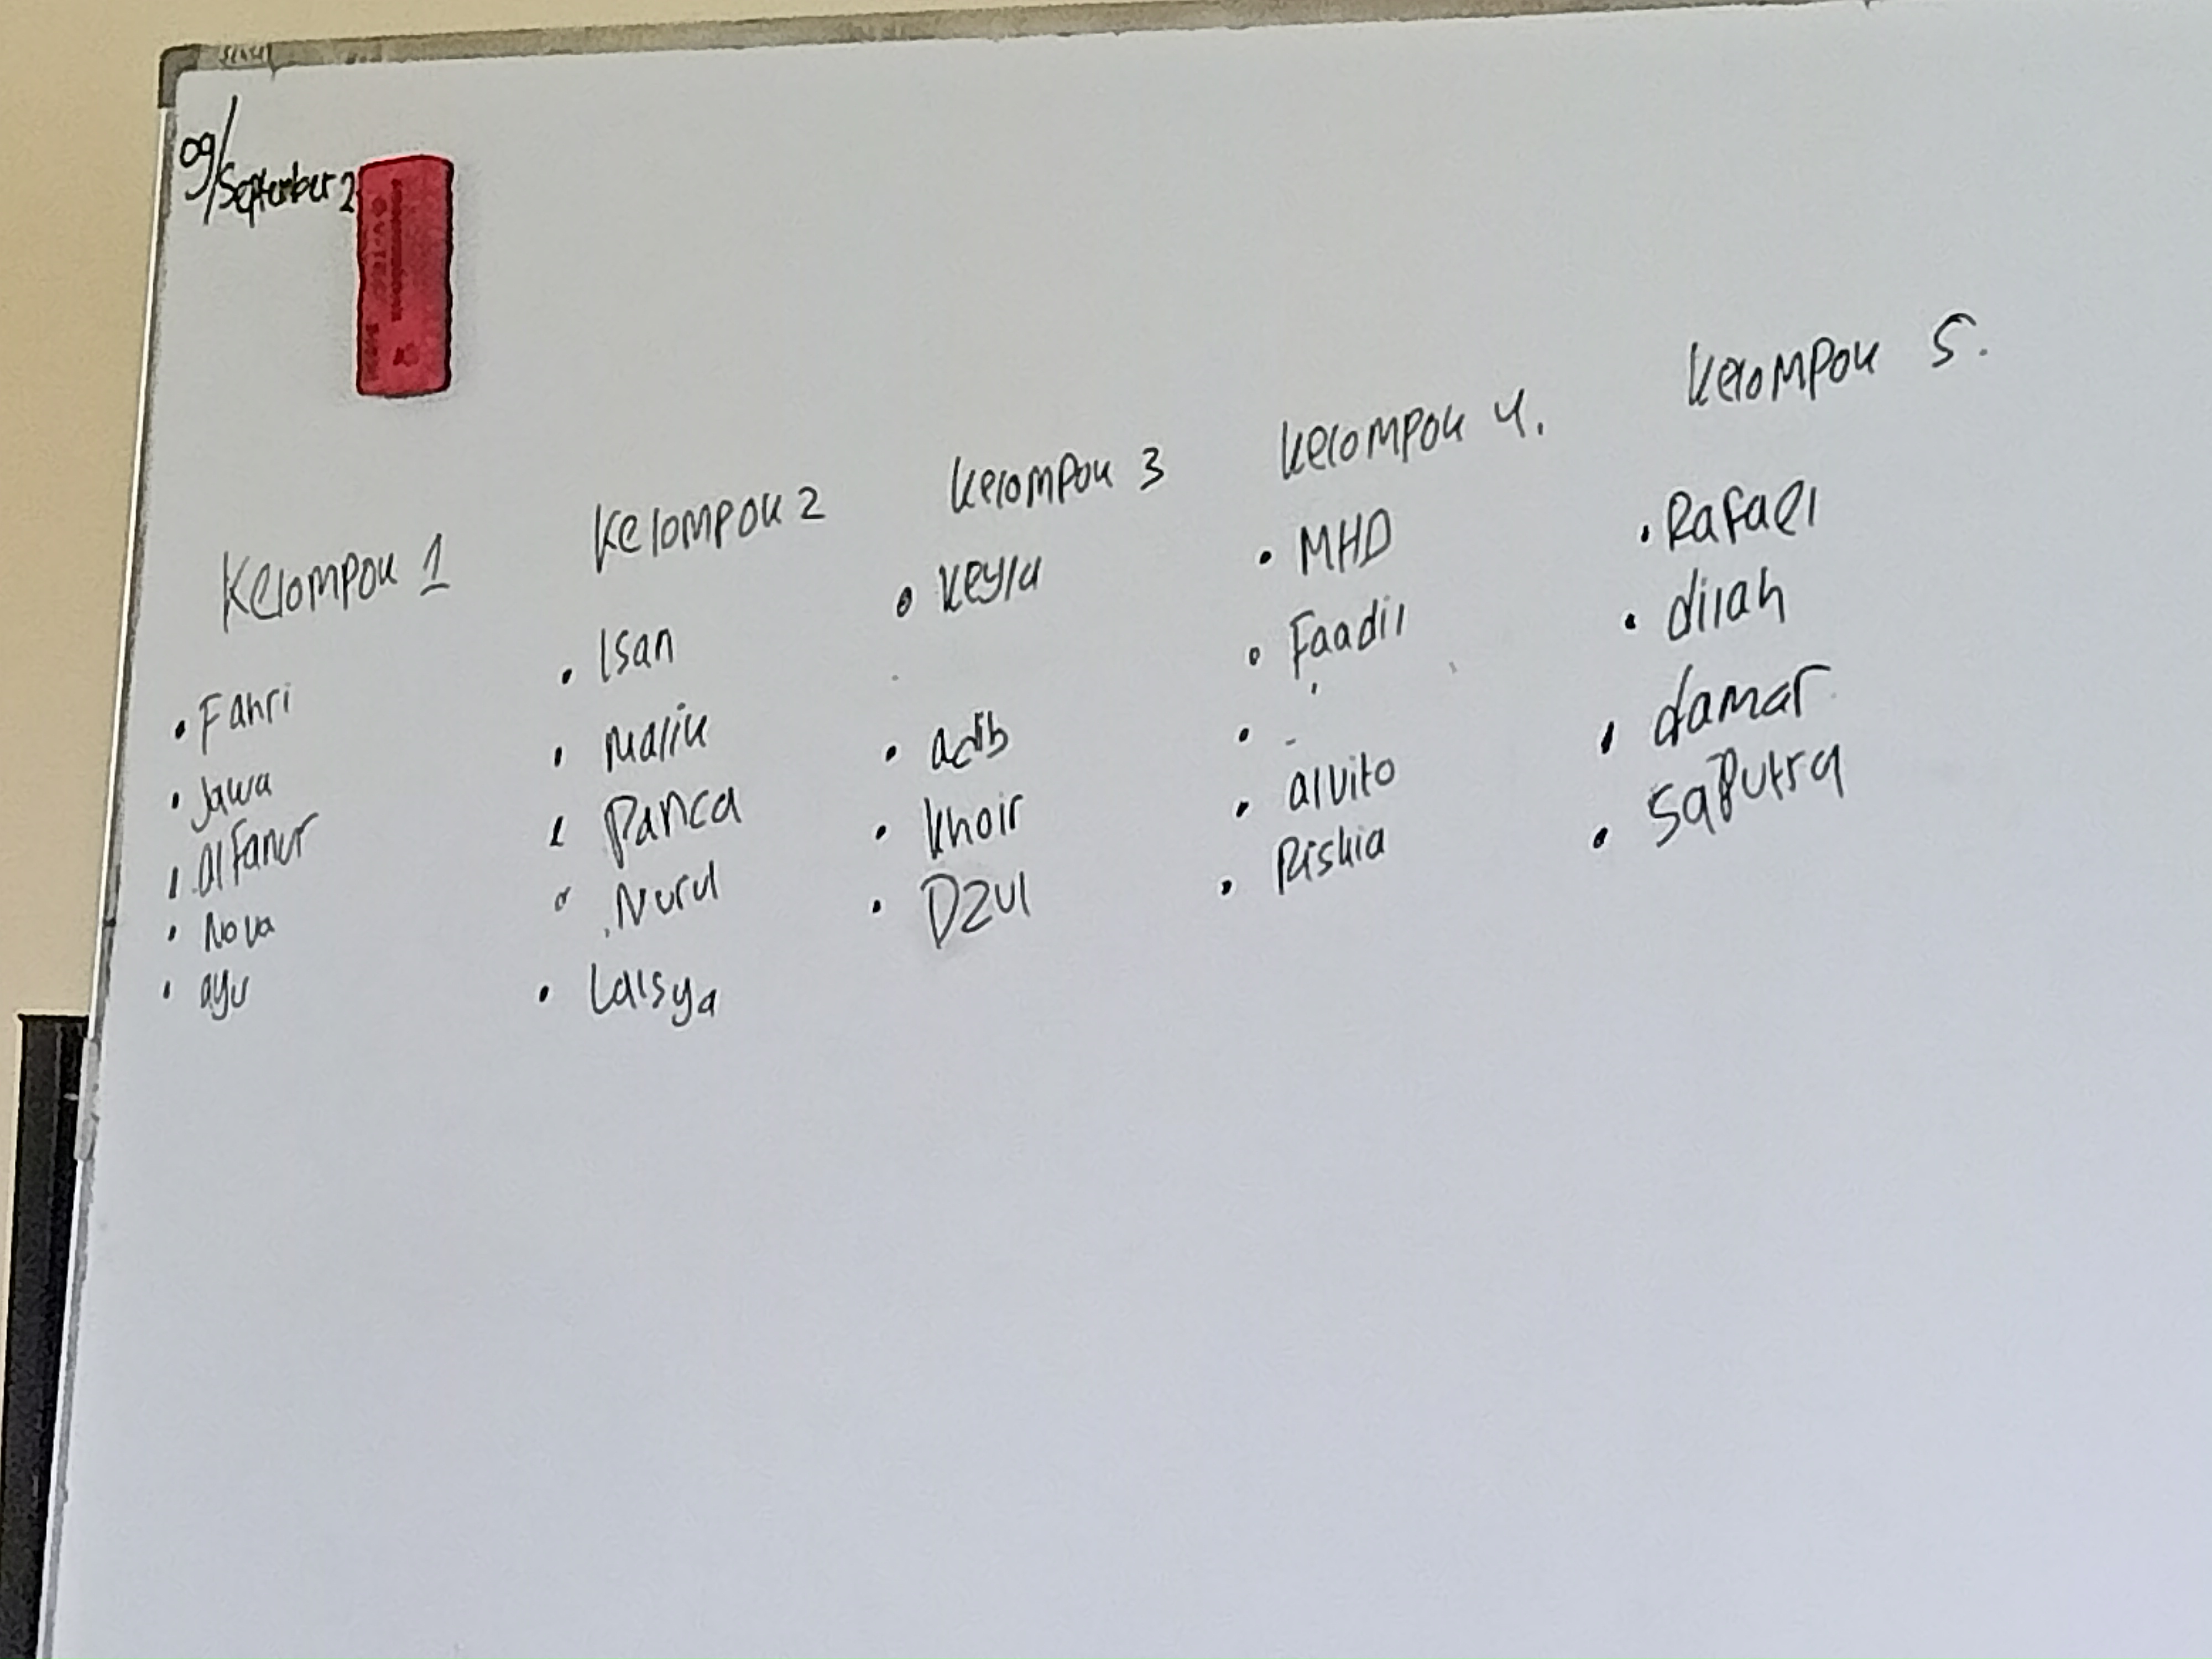 09/September 2
Kelompok 1
• Fahri
• Jawa
• alfanur
• Nova
• ayu
Kelompok 2
• Isan
• Malik
• Panca
• Nurul
• Laisya
Kelompok 3
• Keyla
• adib
• Khoir
• Dzul
Kelompok 4.
• MHD
• Faadil
• -
• alvito
• Riskia
Kelompok 5.
• Rafael
• dilah
• damar
• Saputra